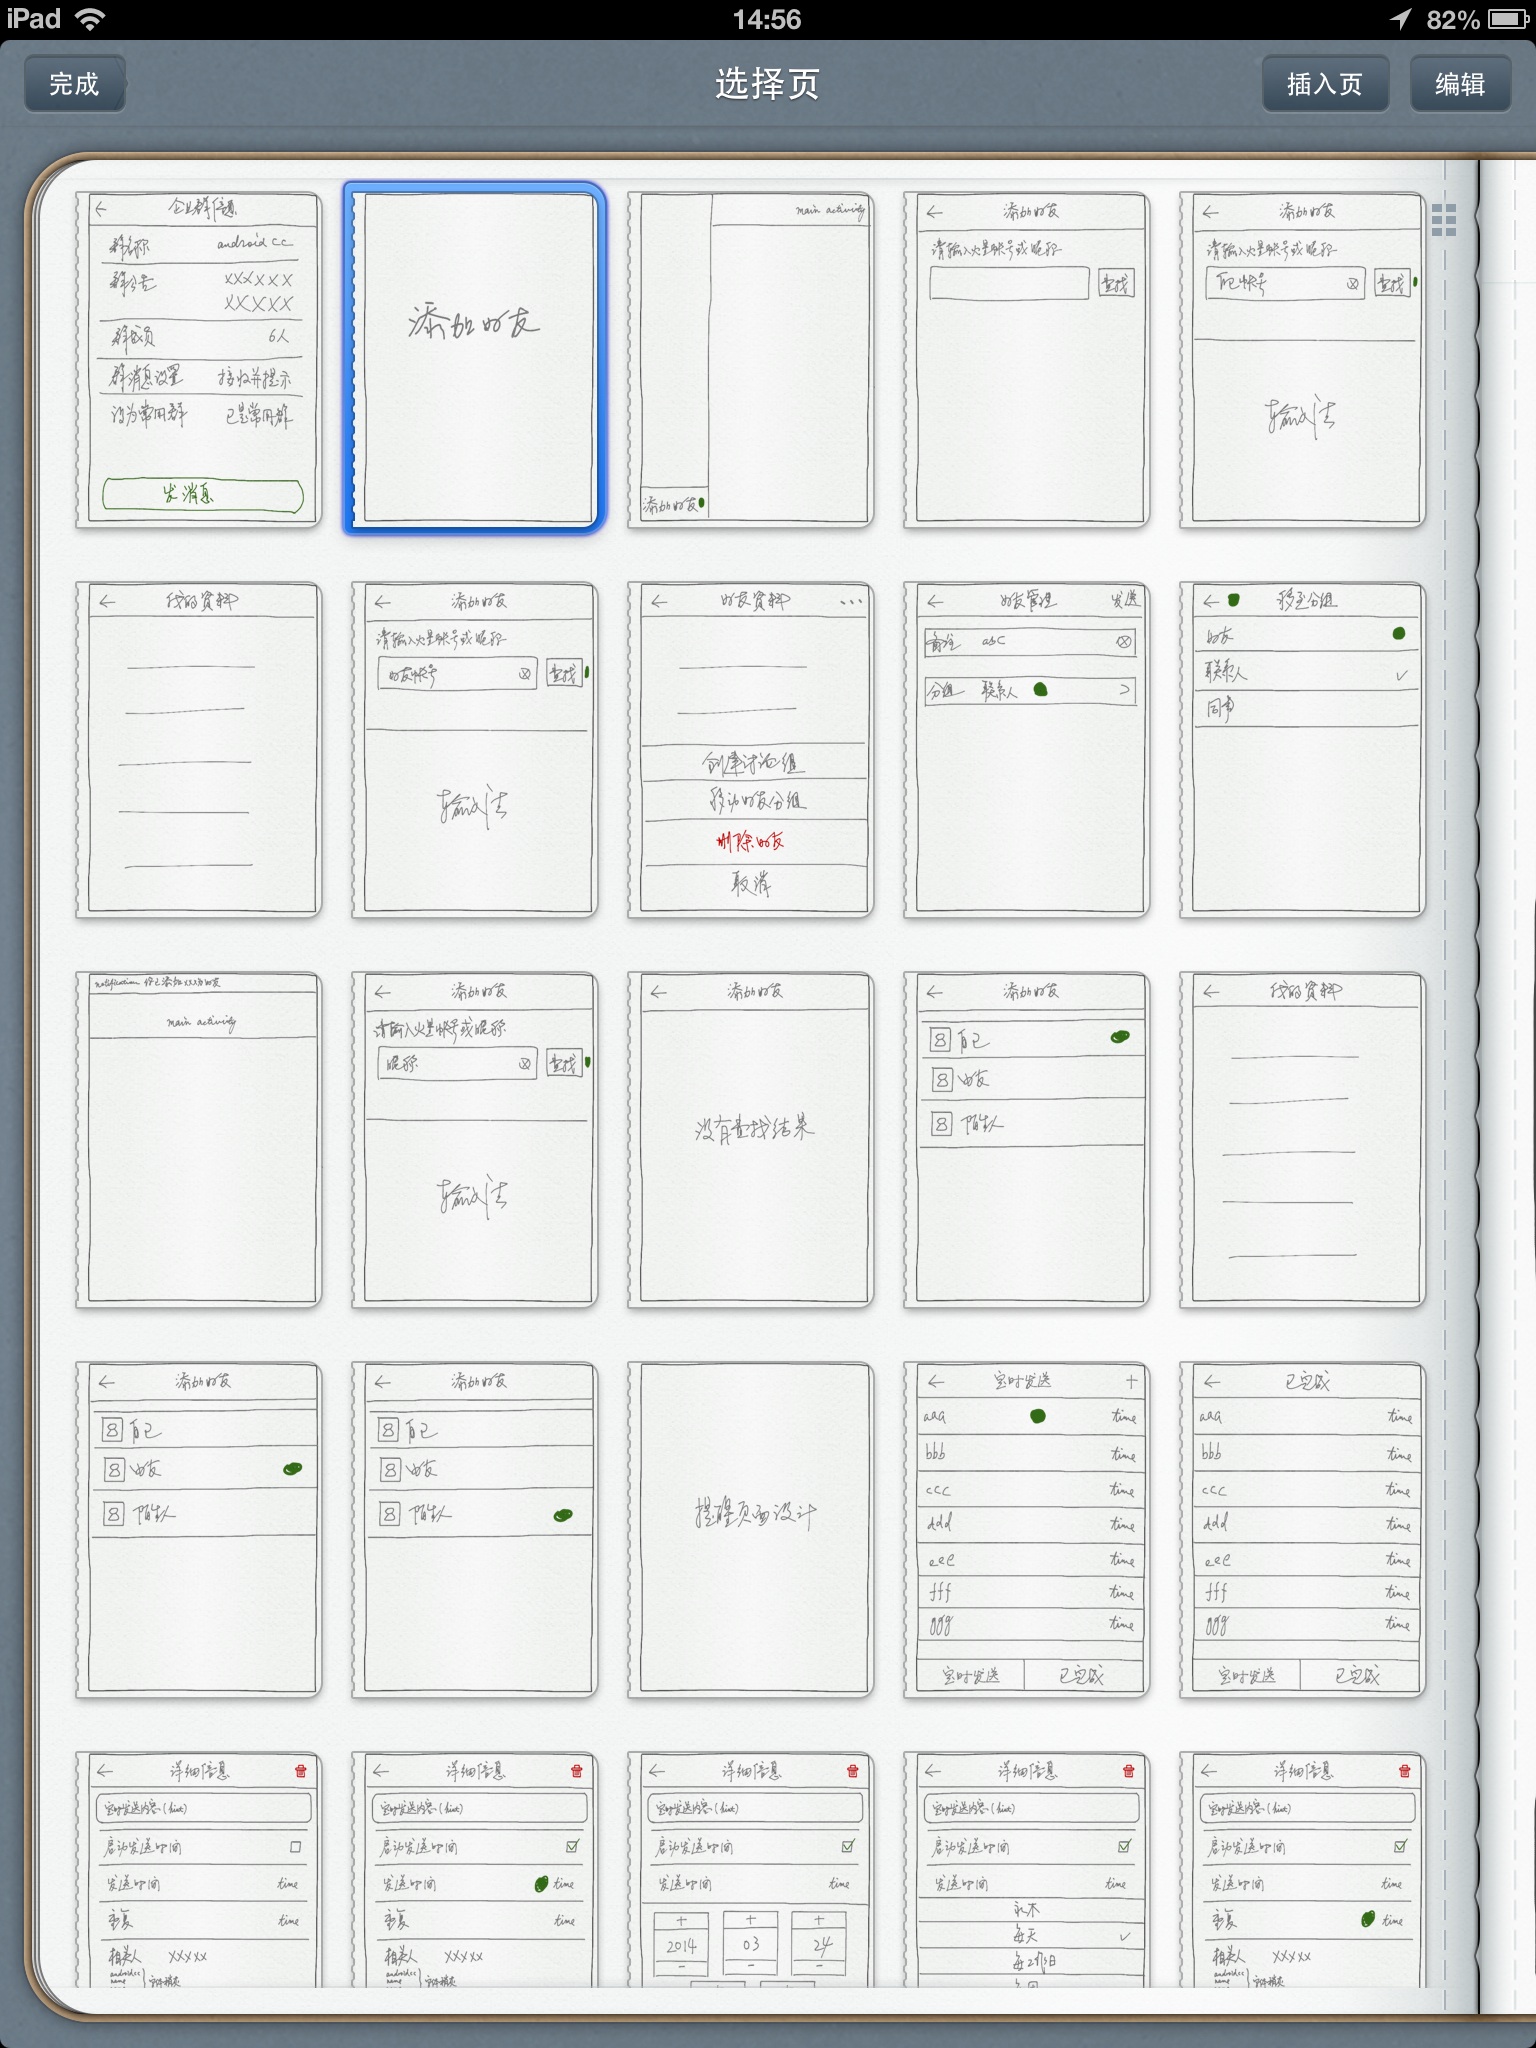 iPad 14:56 82%
完成 选择页 插入页 编辑
← 企业群信息
群名称 android cc
群公告 XXXXXX
XXXXX
群成员 6人
群消息设置 接收并提示
设为常用群 已是常用群
发消息
添加好友
main activity
添加好友
← 添加好友
请输入火星帐号或昵称
查找
← 添加好友
请输入火星帐号或昵称
自己帐号 查找
输入法
← 我的资料
← 添加好友
请输入火星帐号或昵称
好友帐号 查找
输入法
← 好友资料 ...
创建讨论组
移动好友分组
删除好友
取消
← 好友管理 发送
备注 abc
分组 联系人 >
← 移至分组
好友
联系人 ✓
同事
notification 你已添加xxx为好友
main activity
← 添加好友
请输入火星帐号或昵称
昵称 查找
输入法
← 添加好友
没有查找结果
← 添加好友
8 自己
8 好友
8 陌生人
← 我的资料
← 添加好友
8 自己
8 好友
8 陌生人
← 添加好友
8 自己
8 好友
8 陌生人
提醒页面设计
← 定时发送 +
aaa time
bbb time
ccc time
ddd time
eee time
fff time
ggg time
定时发送 已完成
← 已完成
aaa time
bbb time
ccc time
ddd time
eee time
fff time
ggg time
定时发送 已完成
← 详细信息
定时发送内容(hint)
启动发送时间
发送时间 time
重复 time
相关人 XXXXX
← 详细信息
定时发送内容(hint)
启动发送时间
发送时间 time
重复 time
相关人 XXXXX
← 详细信息
定时发送内容(hint)
启动发送时间
发送时间 time
+ + +
2014 03 24
- - -
← 详细信息
定时发送内容(hint)
启动发送时间
发送时间 time
永不
每天 ✓
每工作日
← 详细信息
定时发送内容(hint)
启动发送时间
发送时间 time
重复 time
相关人 XXXXX